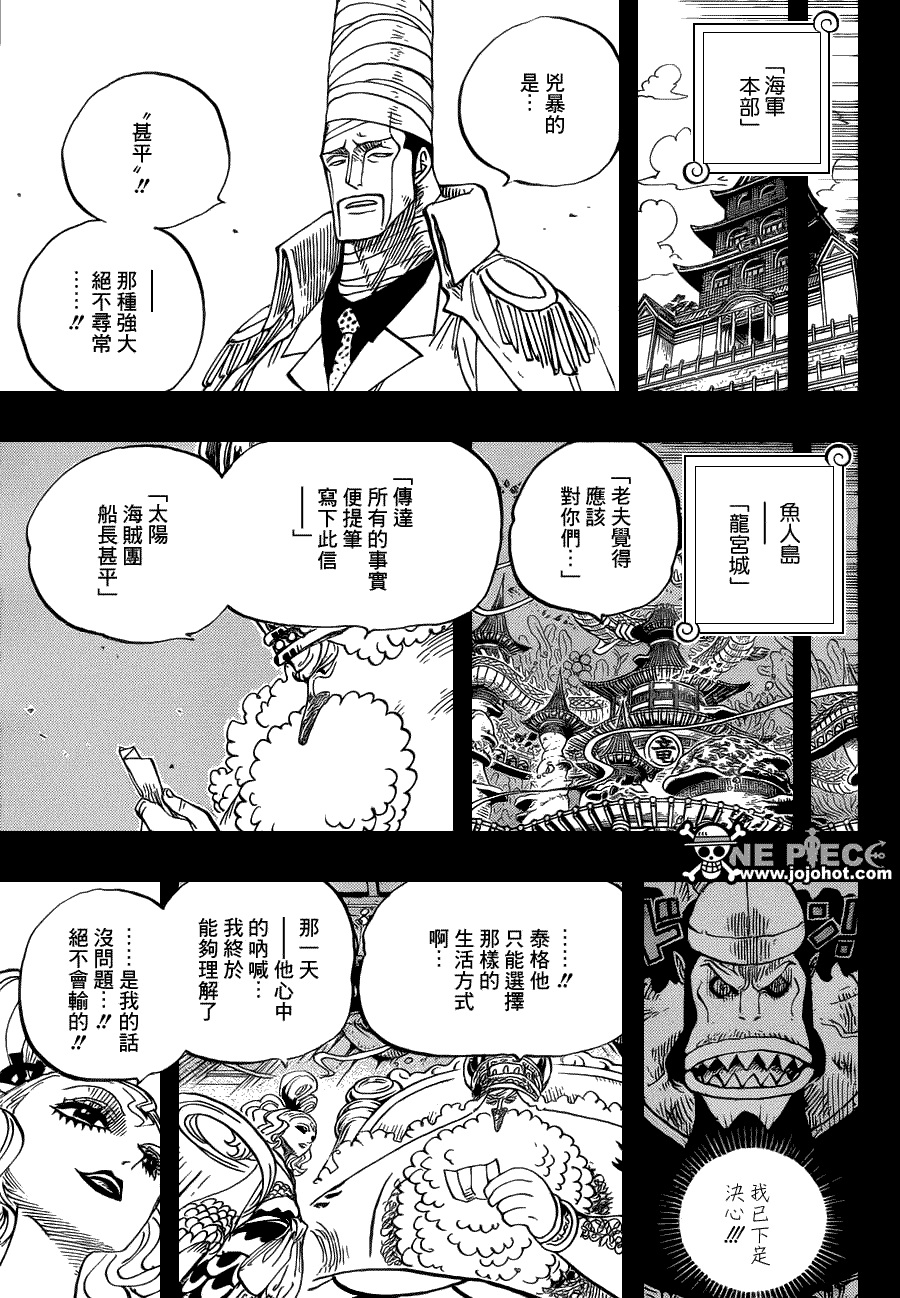 「海軍
本部」
兇暴的
是…
〝甚平〞!!
——
那種強大
絕不尋常
……!!
魚人島
——
「龍宮城」
「老夫覺得
應該
對你們…」
「傳達
所有的事實
便提筆
寫下此信
——」
「太陽
海賊團
船長甚平」
竜
ONE PIECE
www.jojohot.com
ドドド
我已下定
決心!!!
……!!
泰格他
只能選擇
那樣的
生活方式
啊…
那一天
——他心中
的吶喊…
我終於
能夠理解了
……是我的話
沒問題…!!
絕不會輸的!!